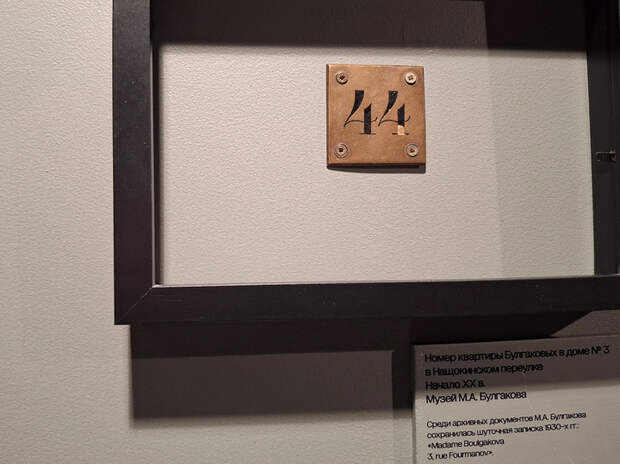 44
Номер квартиры Булгаковых в доме № 3
в Нащокинском переулке
Начало XX в.
Музей М.А. Булгакова
Среди архивных документов М.А. Булгакова
сохранилась шуточная записка 1930-х гг.:
«Madame Boulgakova
3, rue Fourmanov».